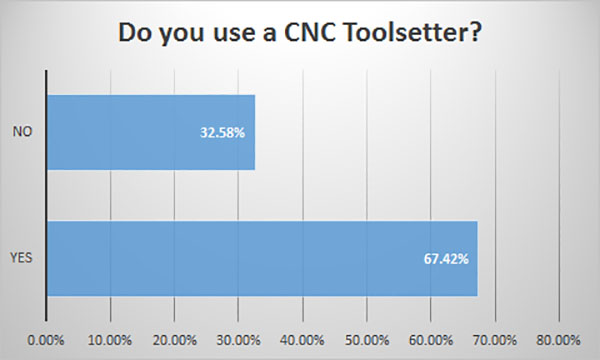 Do you use a CNC Toolsetter?
NO
32.58%
YES
67.42%
0.00% 10.00% 20.00% 30.00% 40.00% 50.00% 60.00% 70.00% 80.00%